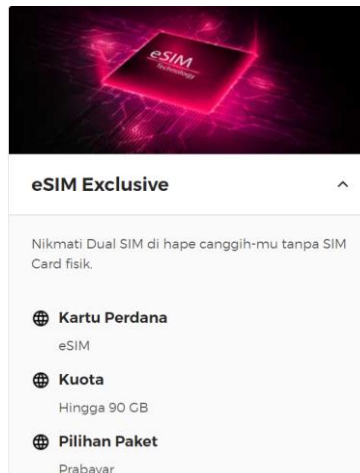 eSIM
Technology
eSIM Exclusive
Nikmati Dual SIM di hape canggih-mu tanpa SIM
Card fisik.
Kartu Perdana
eSIM
Kuota
Hingga 90 GB
Pilihan Paket
Prabayar